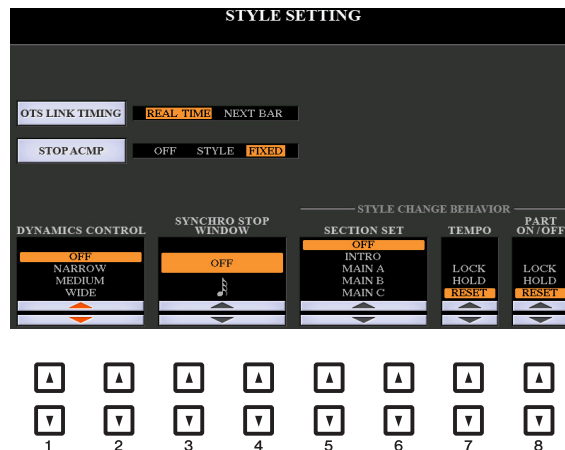 STYLE SETTING
OTS LINK TIMING REAL TIME NEXT BAR
STOP ACMP OFF STYLE FIXED
STYLE CHANGE BEHAVIOR
DYNAMICS CONTROL
SYNCHRO STOP
WINDOW
SECTION SET
TEMPO
PART
ON/OFF
OFF
NARROW
MEDIUM
WIDE
OFF
OFF
INTRO
MAIN A
MAIN B
MAIN C
LOCK
HOLD
RESET
LOCK
HOLD
RESET
1 2 3 4 5 6 7 8